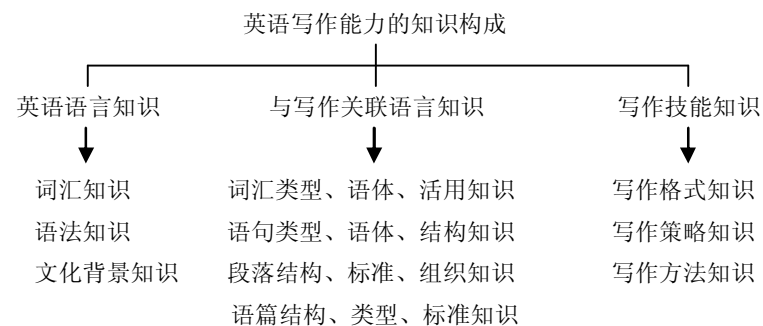 英语写作能力的知识构成
英语语言知识 与写作关联语言知识 写作技能知识
词汇知识 词汇类型、语体、活用知识 写作格式知识
语法知识 语句类型、语体、结构知识 写作策略知识
文化背景知识 段落结构、标准、组织知识 写作方法知识
语篇结构、类型、标准知识